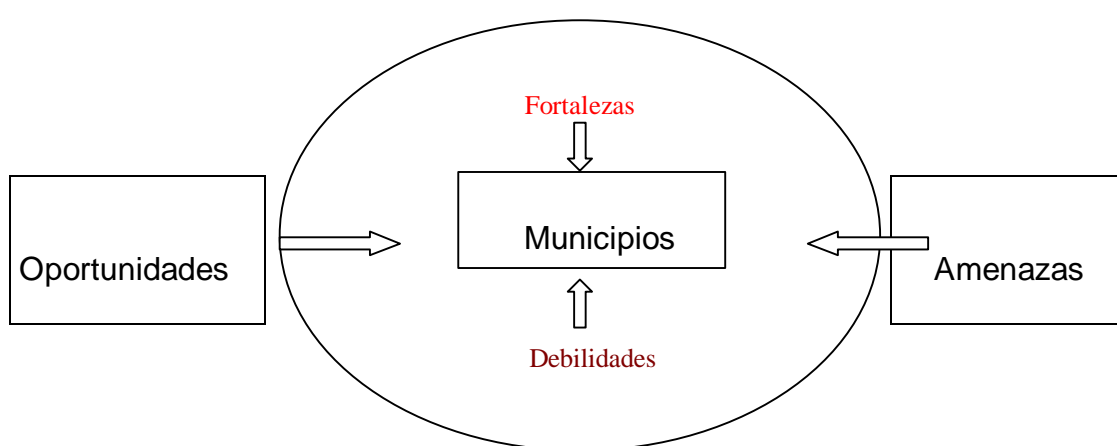 Fortalezas
Municipios
Oportunidades
Amenazas
Debilidades